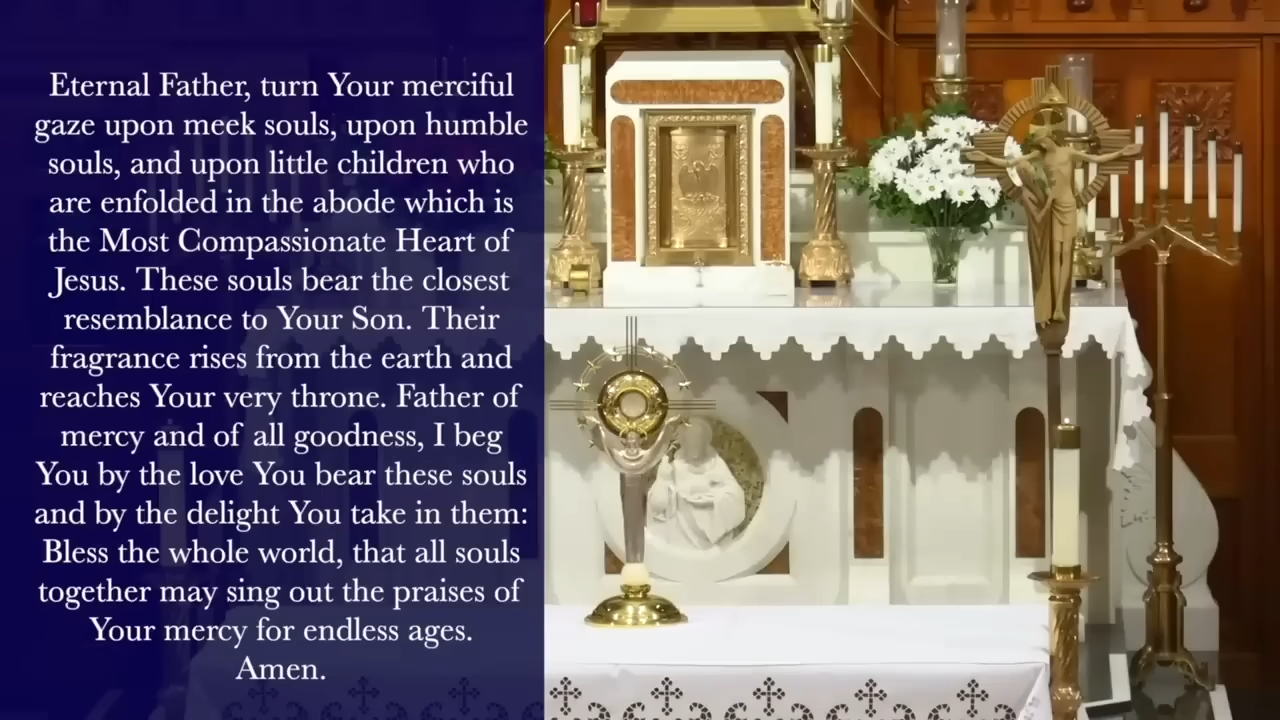 Eternal Father, turn Your merciful
gaze upon meek souls, upon humble
souls, and upon little children who
are enfolded in the abode which is
the Most Compassionate Heart of
Jesus. These souls bear the closest
resemblance to Your Son. Their
fragrance rises from the earth and
reaches Your very throne. Father of
mercy and of all goodness, I beg
You by the love You bear these souls
and by the delight You take in them:
Bless the whole world, that all souls
together may sing out the praises of
Your mercy for endless ages.
Amen.